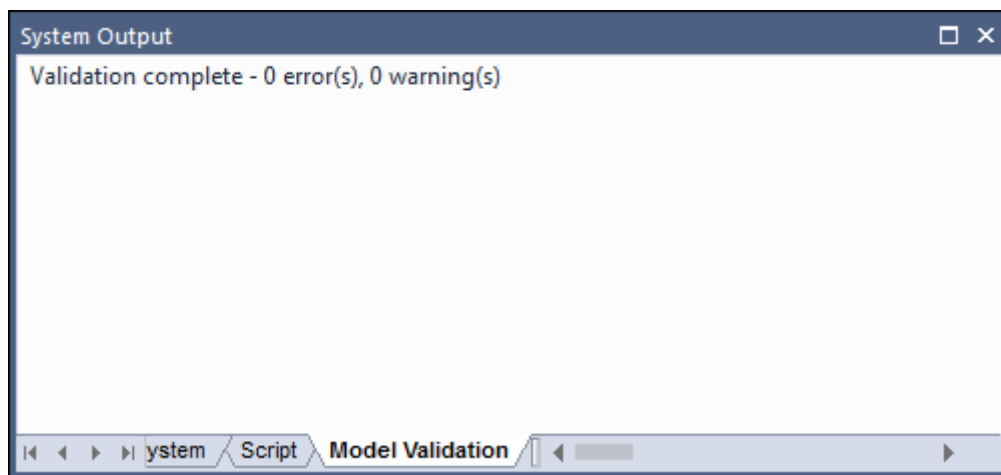 System Output
Validation complete - 0 error(s), 0 warning(s)
ystem Script Model Validation